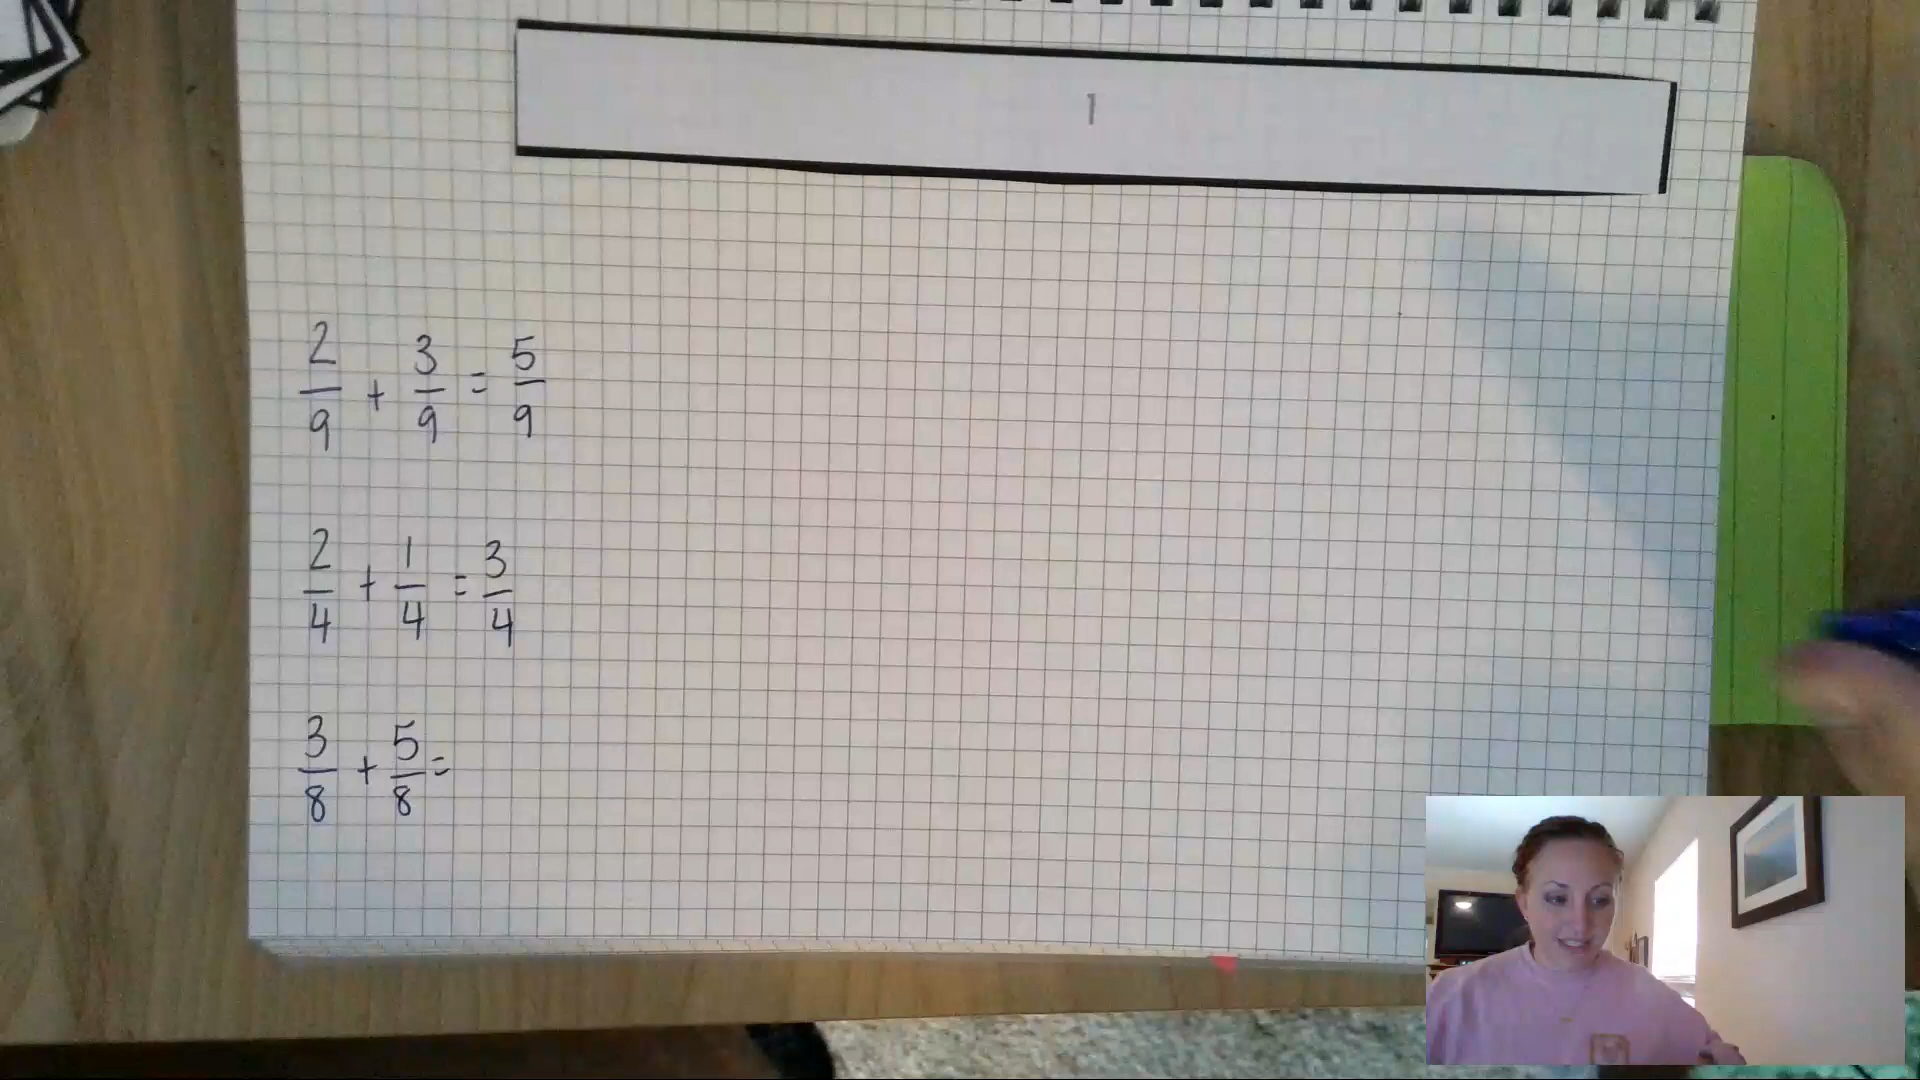 1
2/9 + 3/9 = 5/9
2/4 + 1/4 = 3/4
3/8 + 5/8 =